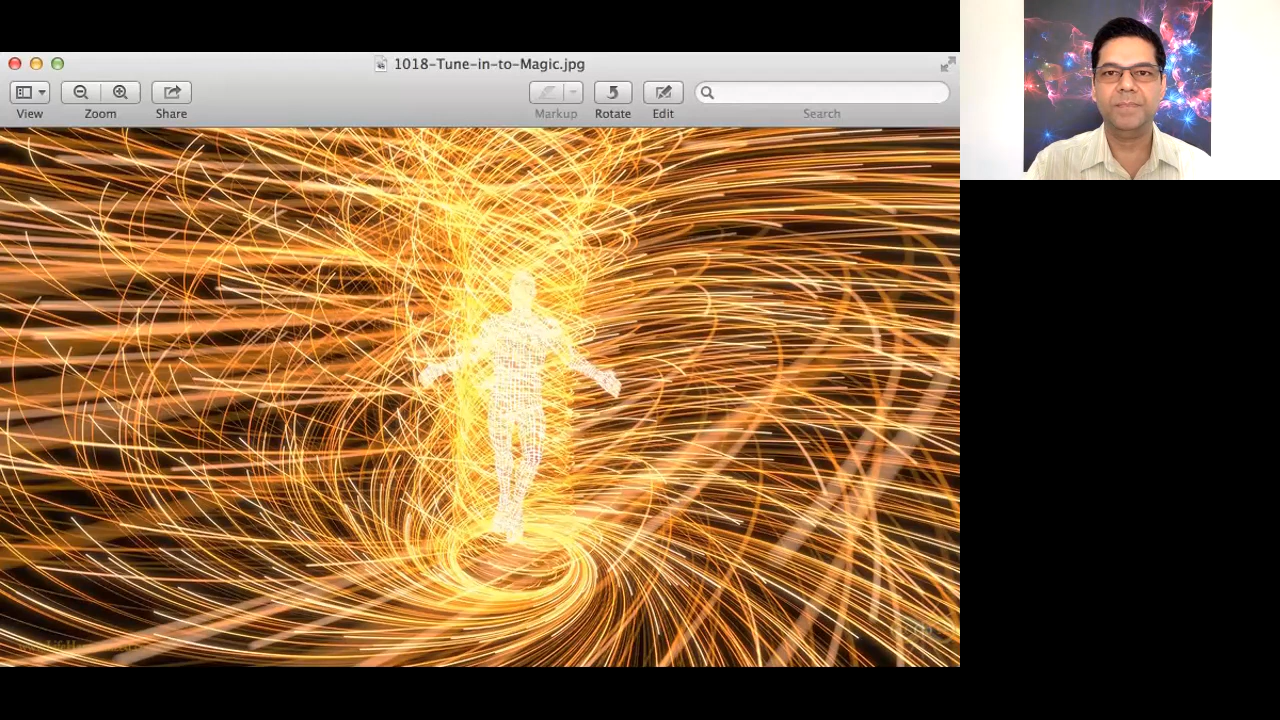 1018-Tune-in-to-Magic.jpg
View
Zoom
Share
Markup
Rotate
Edit
Search